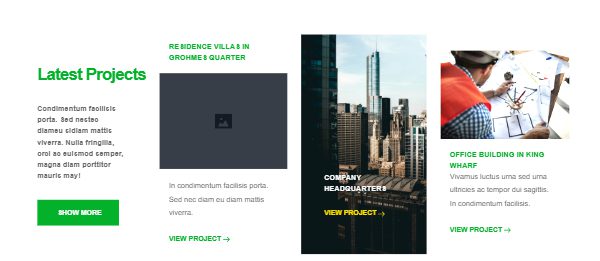 Latest Projects
Condimentum facilisis
porta. Sed nesteo
diameu sidiam mattis
viverra. Nulla fringilla,
orci ac euismod semper,
magna diam porttitor
mauris may!
SHOW MORE
RESIDENCE VILLAS IN
GROHMES QUARTER
In condimentum facilisis porta.
Sed nec diam eu diam mattis
viverra.
VIEW PROJECT
COMPANY
HEADQUARTERS
VIEW PROJECT
OFFICE BUILDING IN KING
WHARF
Vivamus luctus urna sed urna
ultricies ac tempor dui sagittis.
In condimentum facilisis.
VIEW PROJECT